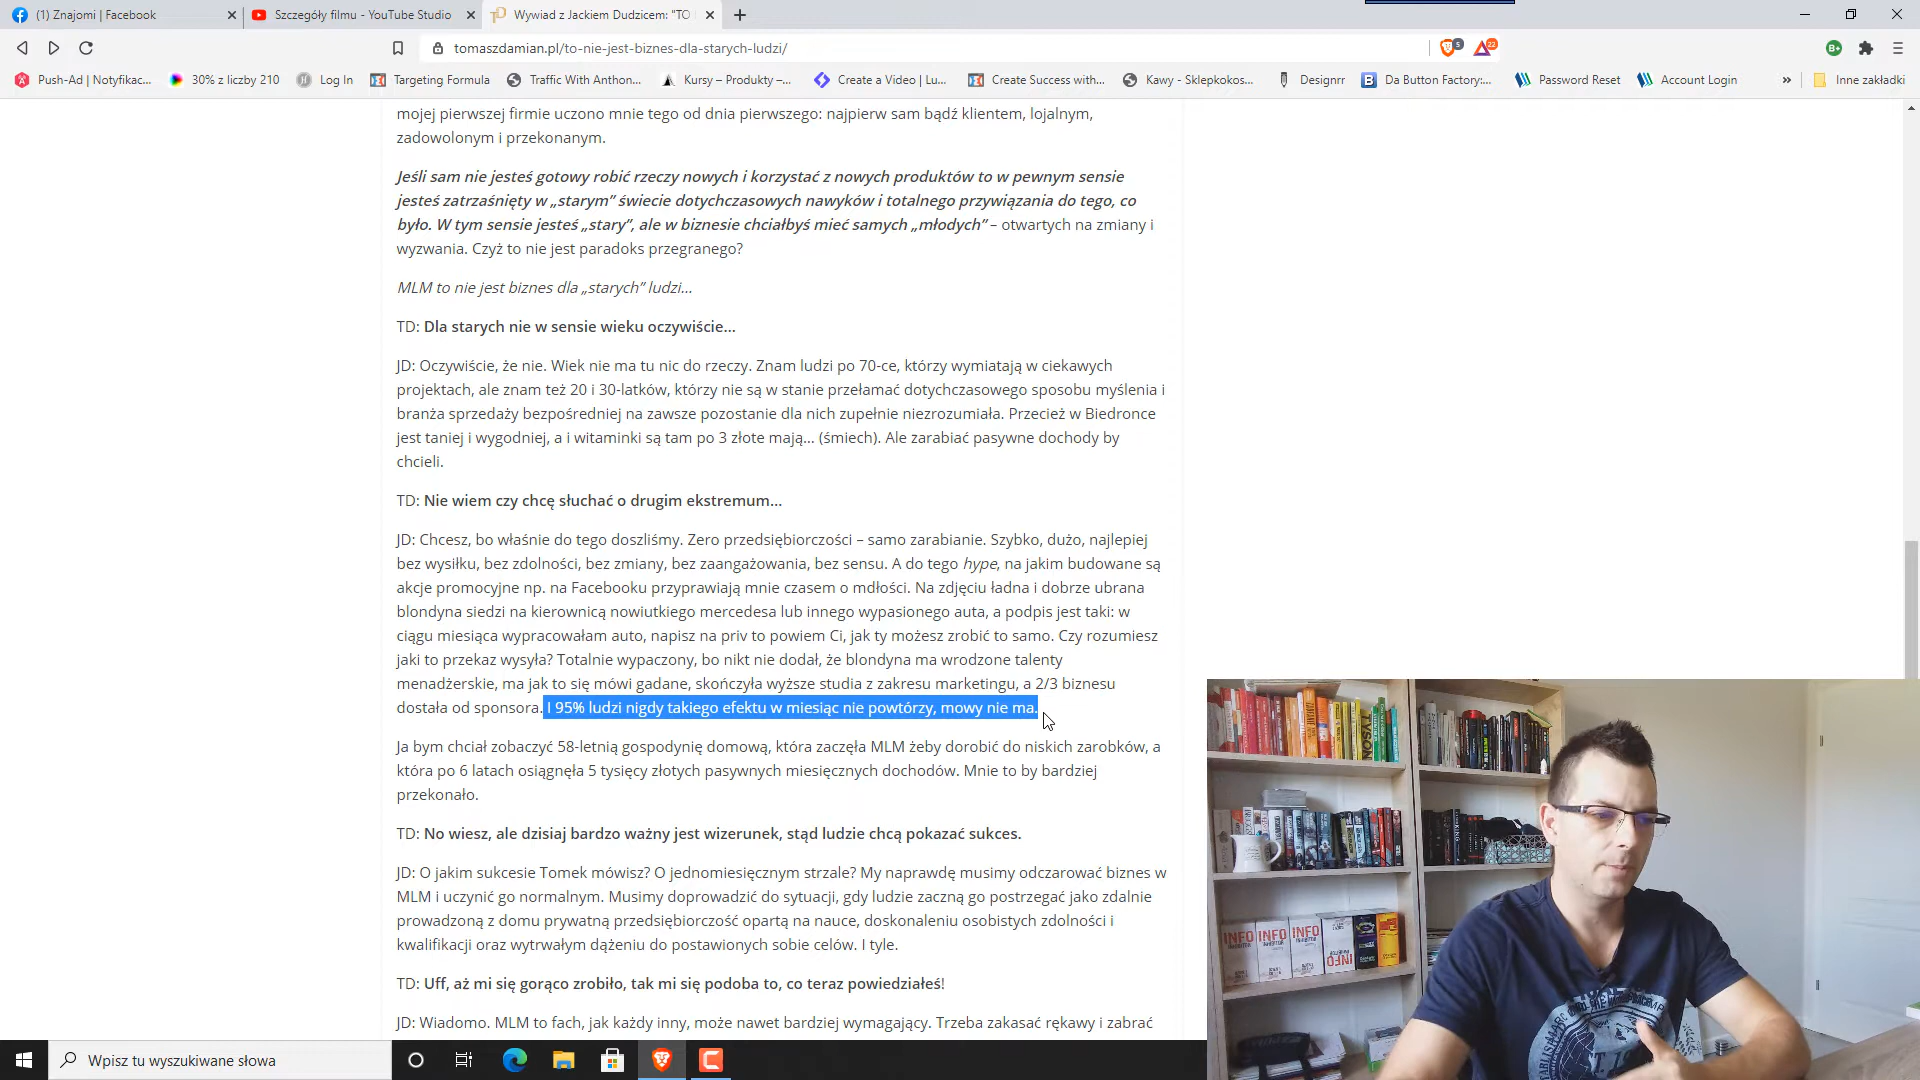 (1) Znajomi | Facebook
Szczegóły filmu - YouTube Studio
Wywiad z Jackiem Dudzicem: "TO
tomaszdamian.pl/to-nie-jest-biznes-dla-starych-ludzi/
5
22
B+
Push-Ad | Notyfikac...
30% z liczby 210
Log In
Targeting Formula
Traffic With Anthon...
Kursy – Produkty –...
Create a Video | Lu...
Create Success with...
Kawy - Sklepkokos...
Designrr
Da Button Factory:...
Password Reset
Account Login
»
Inne zakładki
mojej pierwszej firmie uczono mnie tego od dnia pierwszego: najpierw sam bądź klientem, lojalnym,
zadowolonym i przekonanym.
Jeśli sam nie jesteś gotowy robić rzeczy nowych i korzystać z nowych produktów to w pewnym sensie
jesteś zatrzaśnięty w „starym” świecie dotychczasowych nawyków i totalnego przywiązania do tego, co
było. W tym sensie jesteś „stary”, ale w biznesie chciałbyś mieć samych „młodych” – otwartych na zmiany i
wyzwania. Czyż to nie jest paradoks przegranego?
MLM to nie jest biznes dla „starych” ludzi…
TD: Dla starych nie w sensie wieku oczywiście…
JD: Oczywiście, że nie. Wiek nie ma tu nic do rzeczy. Znam ludzi po 70-ce, którzy wymiatają w ciekawych
projektach, ale znam też 20 i 30-latków, którzy nie są w stanie przełamać dotychczasowego sposobu myślenia i
branża sprzedaży bezpośredniej na zawsze pozostanie dla nich zupełnie niezrozumiała. Przecież w Biedronce
jest taniej i wygodniej, a i witaminki są tam po 3 złote mają… (śmiech). Ale zarabiać pasywne dochody by
chcieli.
TD: Nie wiem czy chcę słuchać o drugim ekstremum…
JD: Chcesz, bo właśnie do tego doszliśmy. Zero przedsiębiorczości – samo zarabianie. Szybko, dużo, najlepiej
bez wysiłku, bez zdolności, bez zmiany, bez zaangażowania, bez sensu. A do tego hype, na jakim budowane są
akcje promocyjne np. na Facebooku przyprawiają mnie czasem o mdłości. Na zdjęciu ładna i dobrze ubrana
blondyna siedzi na kierownicą nowiutkiego mercedesa lub innego wypasionego auta, a podpis jest taki: w
ciągu miesiąca wypracowałam auto, napisz na priv to powiem Ci, jak ty możesz zrobić to samo. Czy rozumiesz
jaki to przekaz wysyła? Totalnie wypaczony, bo nikt nie dodał, że blondyna ma wrodzone talenty
menadżerskie, ma jak to się mówi gadane, skończyła wyższe studia z zakresu marketingu, a 2/3 biznesu
dostała od sponsora. I 95% ludzi nigdy takiego efektu w miesiąc nie powtórzy, mowy nie ma.
Ja bym chciał zobaczyć 58-letnią gospodynię domową, która zaczęła MLM żeby dorobić do niskich zarobków, a
która po 6 latach osiągnęła 5 tysięcy złotych pasywnych miesięcznych dochodów. Mnie to by bardziej
przekonało.
TD: No wiesz, ale dzisiaj bardzo ważny jest wizerunek, stąd ludzie chcą pokazać sukces.
JD: O jakim sukcesie Tomek mówisz? O jednomiesięcznym strzale? My naprawdę musimy odczarować biznes w
MLM i uczynić go normalnym. Musimy doprowadzić do sytuacji, gdy ludzie zaczną go postrzegać jako zdalnie
prowadzoną z domu prywatną przedsiębiorczość opartą na nauce, doskonaleniu osobistych zdolności i
kwalifikacji oraz wytrwałym dążeniu do postawionych sobie celów. I tyle.
TD: Uff, aż mi się gorąco zrobiło, tak mi się podoba to, co teraz powiedziałeś!
JD: Wiadomo. MLM to fach, jak każdy inny, może nawet bardziej wymagający. Trzeba zakasać rękawy i zabrać
Wpisz tu wyszukiwane słowa
TYSON
KING
INFO
INFO
INFO
INFO